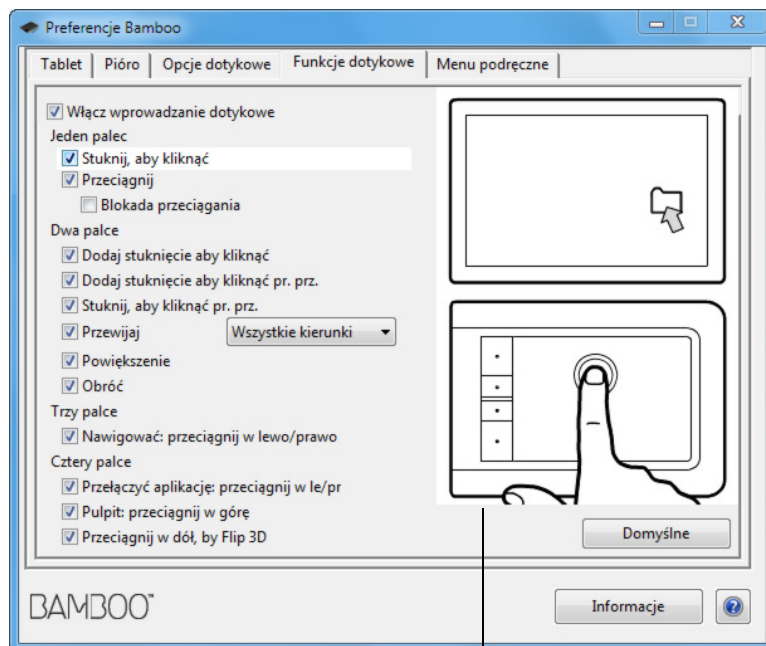 Preferencje Bamboo
Tablet Pióro Opcje dotykowe Funkcje dotykowe Menu podręczne
Włącz wprowadzanie dotykowe
Jeden palec
Stuknij, aby kliknąć
Przeciągnij
Blokada przeciągania
Dwa palce
Dodaj stuknięcie aby kliknąć
Dodaj stuknięcie aby kliknąć pr. prz.
Stuknij, aby kliknąć pr. prz.
Przewijaj Wszystkie kierunki
Powiększenie
Obróć
Trzy palce
Nawigować: przeciągnij w lewo/prawo
Cztery palce
Przełączyć aplikację: przeciągnij w le/pr
Pulpit: przeciągnij w górę
Przeciągnij w dół, by Flip 3D
Domyślne
BAMBOO™
Informacje ?